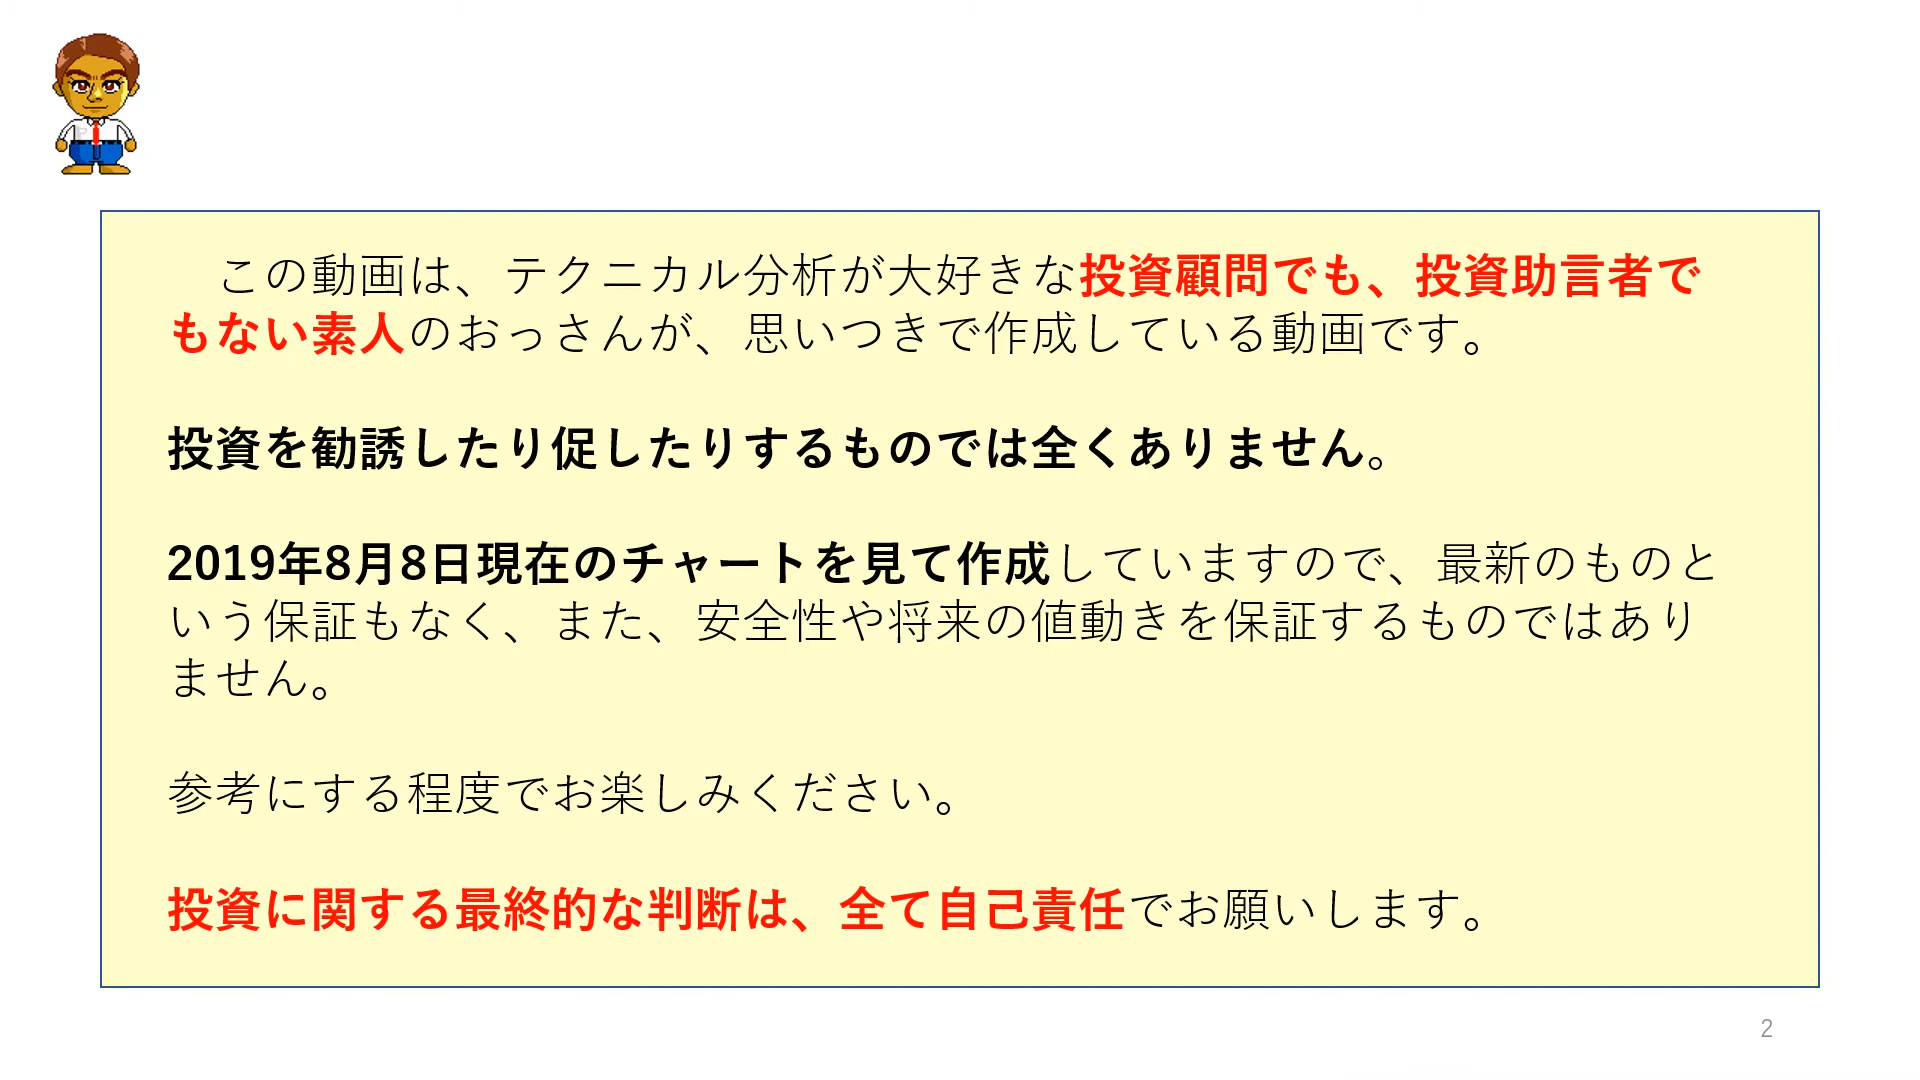 この動画は、テクニカル分析が大好きな投資顧問でも、投資助言者で
もない素人のおっさんが、思いつきで作成している動画です。
投資を勧誘したり促したりするものでは全くありません。
2019年8月8日現在のチャートを見て作成していますので、最新のものと
いう保証もなく、また、安全性や将来の値動きを保証するものではあり
ません。
参考にする程度でお楽しみください。
投資に関する最終的な判断は、全て自己責任でお願いします。
2